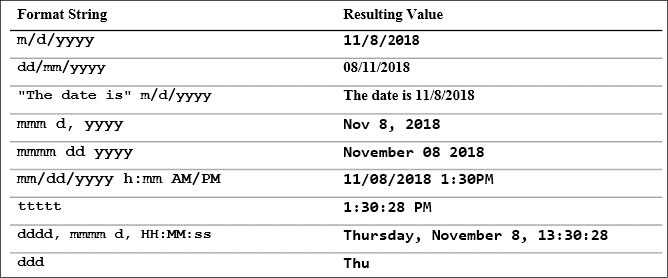 Format String Resulting Value
m/d/yyyy 11/8/2018
dd/mm/yyyy 08/11/2018
"The date is" m/d/yyyy The date is 11/8/2018
mmm d, yyyy Nov 8, 2018
mmmm dd yyyy November 08 2018
mm/dd/yyyy h:mm AM/PM 11/08/2018 1:30PM
ttttt 1:30:28 PM
dddd, mmmm d, HH:MM:ss Thursday, November 8, 13:30:28
ddd Thu